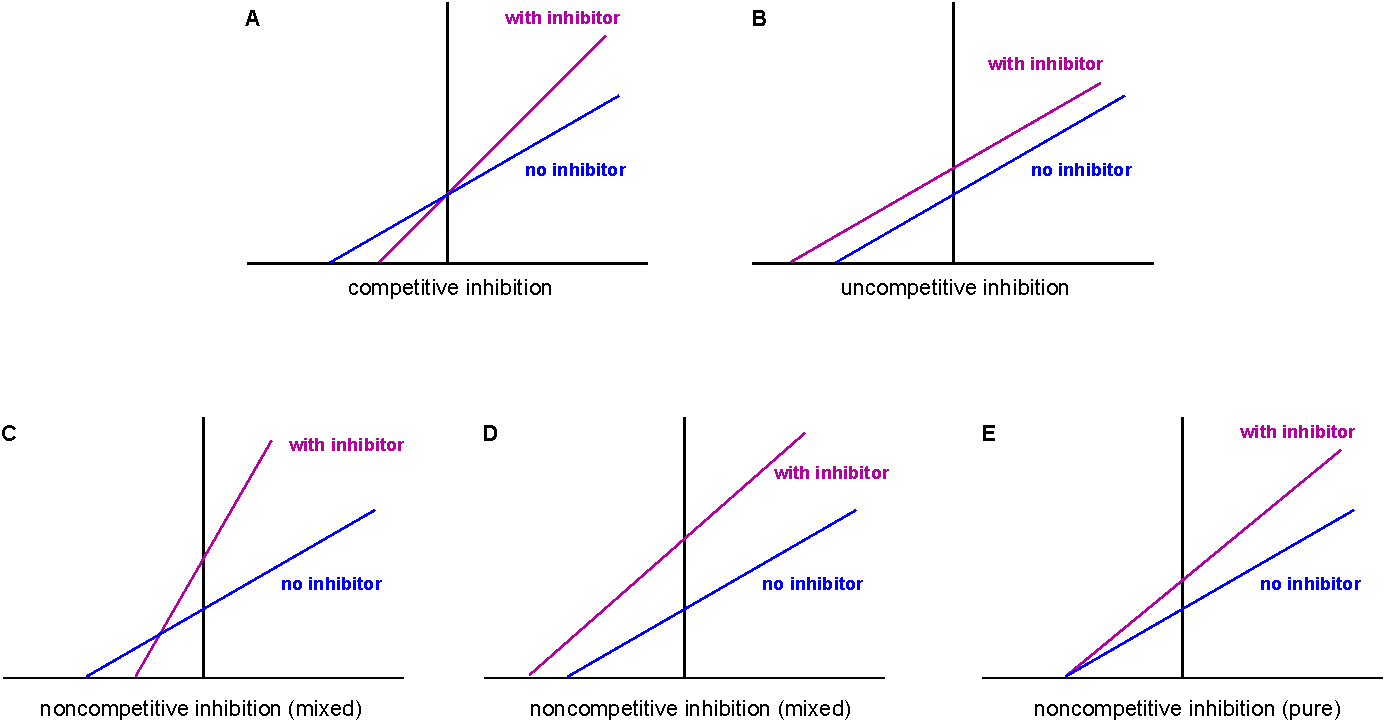 A
with inhibitor
no inhibitor
competitive inhibition
B
with inhibitor
no inhibitor
uncompetitive inhibition
C
with inhibitor
no inhibitor
noncompetitive inhibition (mixed)
D
with inhibitor
no inhibitor
noncompetitive inhibition (mixed)
E
with inhibitor
no inhibitor
noncompetitive inhibition (pure)